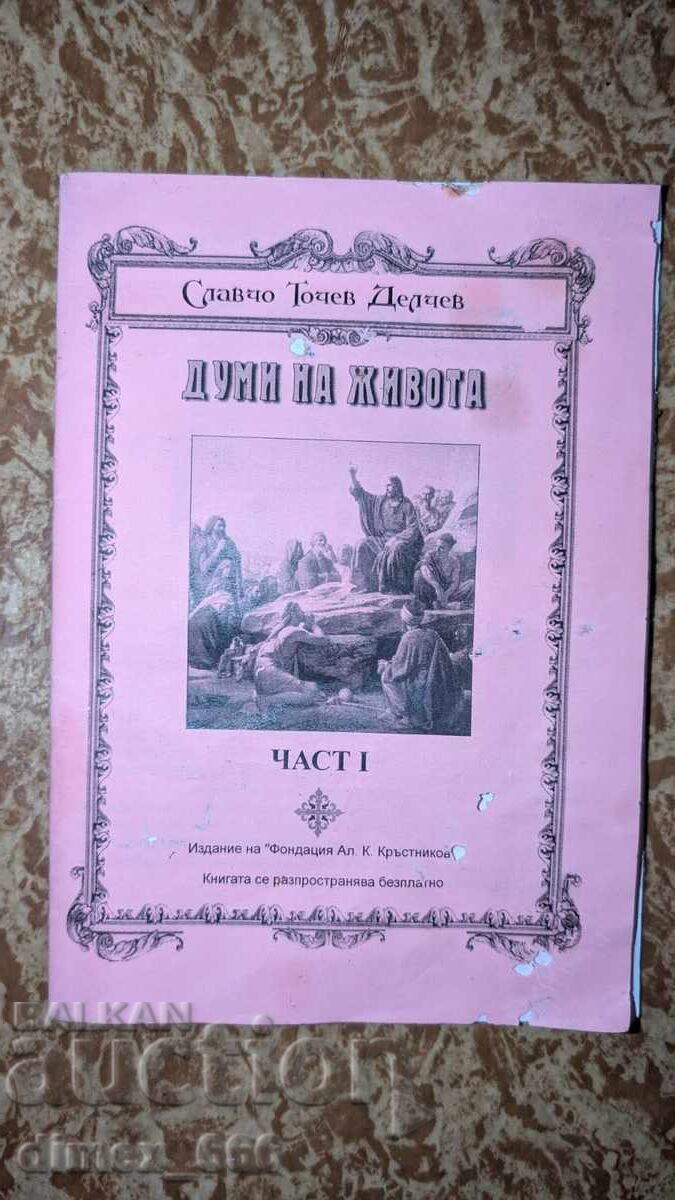 Славчо Точев Делчев
ДУМИ НА ЖИВОТА
ЧАСТ I
Издание на "Фондация Ал. К. Кръстников"
Книгата се разпространява безплатно
BALKAN
auction
dimex_666